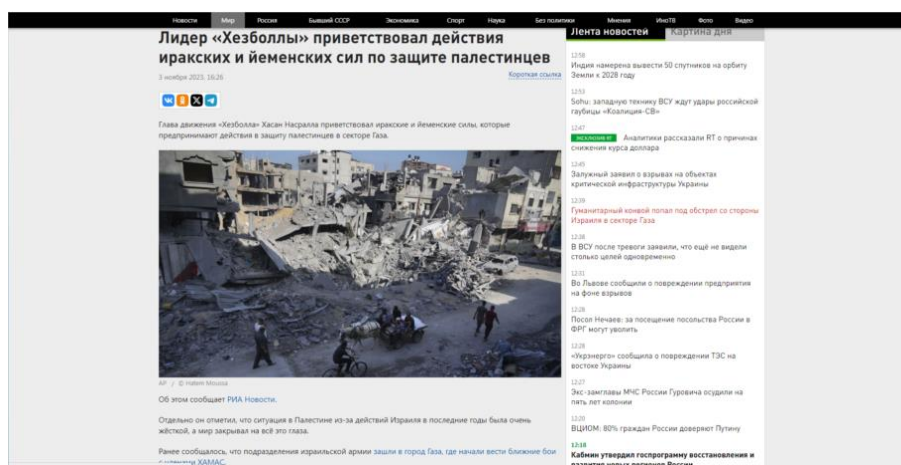 Новости Мир Россия Бывший СССР Экономика Спорт Наука Без политики Мнения ИноТВ Фото Видео
Лидер «Хезболлы» приветствовал действия
иракских и йеменских сил по защите палестинцев
3 ноября 2023, 16:26
Короткая ссылка
Глава движения «Хезболла» Хасан Насралла приветствовал иракские и йеменские силы, которые
предпринимают действия в защиту палестинцев в секторе Газа.
AP / © Hatem Moussa
Об этом сообщает РИА Новости.
Отдельно он отметил, что ситуация в Палестине из-за действий Израиля в последние годы была очень
жёсткой, а мир закрывал на всё это глаза.
Ранее сообщалось, что подразделения израильской армии зашли в город Газа, где начали вести ближние бои
с членами ХАМАС.
Лента новостей Картина дня
12:58
Индия намерена вывести 50 спутников на орбиту
Земли к 2028 году
12:53
Sohu: западную технику ВСУ ждут удары российской
гаубицы «Коалиция-СВ»
12:47
Эксклюзив RT Аналитики рассказали RT о причинах
снижения курса доллара
12:45
Залужный заявил о взрывах на объектах
критической инфраструктуры Украины
12:39
Гуманитарный конвой попал под обстрел со стороны
Израиля в секторе Газа
12:38
В ВСУ после тревоги заявили, что ещё не видели
столько целей одновременно
12:31
Во Львове сообщили о повреждении предприятия
на фоне взрывов
12:28
Посол Нечаев: за посещение посольства России в
ФРГ могут уволить
12:28
«Укрэнерго» сообщила о повреждении ТЭС на
востоке Украины
12:27
Экс-замглавы МЧС России Гуровича осудили на
пять лет колонии
12:20
ВЦИОМ: 80% граждан России доверяют Путину
12:18
Кабмин утвердил госпрограмму восстановления и
развития новых регионов России